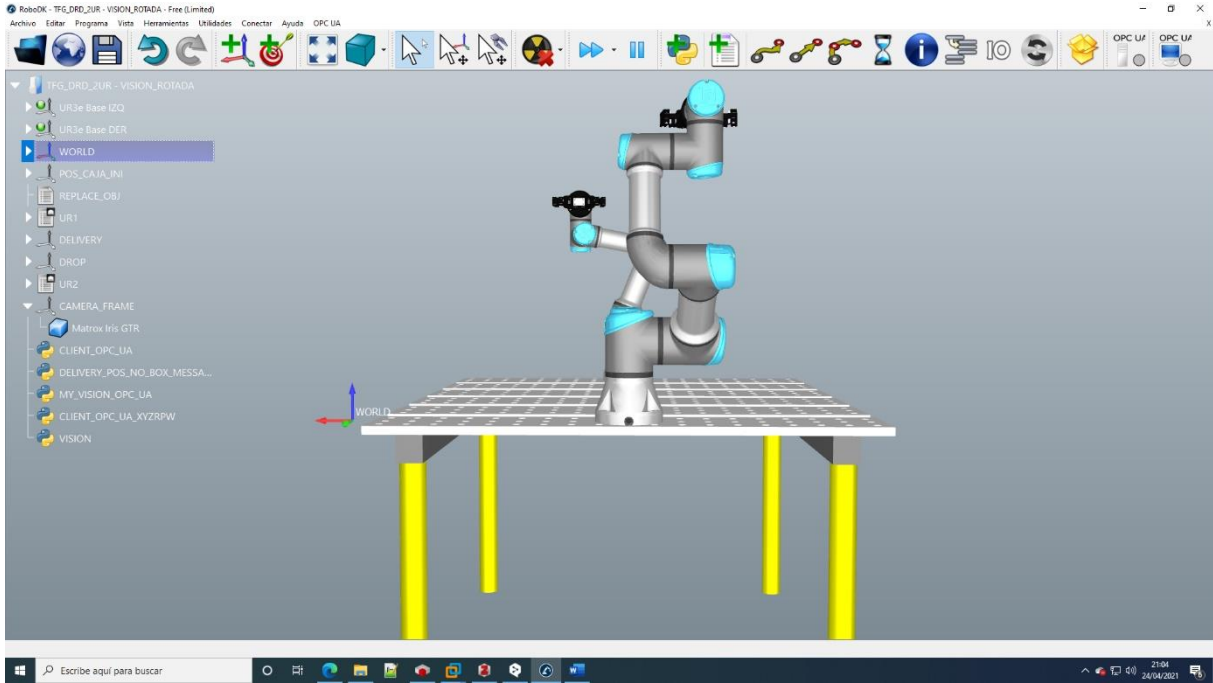 RoboDK - TFG_DRD_2UR - VISION_ROTADA - Free (Limited)
Archivo Editar Programa Vista Herramientas Utilidades Conectar Ayuda OPC UA
IO
OPC UA OPC UA
TFG_DRD_2UR - VISION_ROTADA
UR3e Base IZQ
UR3e Base DER
WORLD
POS_CAJA_INI
REPLACE_OBJ
UR1
DELIVERY
DROP
UR2
CAMERA_FRAME
Matrox Iris GTR
CLIENT_OPC_UA
DELIVERY_POS_NO_BOX_MESSA...
MY_VISION_OPC_UA
CLIENT_OPC_UA_XYZRPW
VISION
WORLD
Escribe aquí para buscar
21:04
24/04/2021